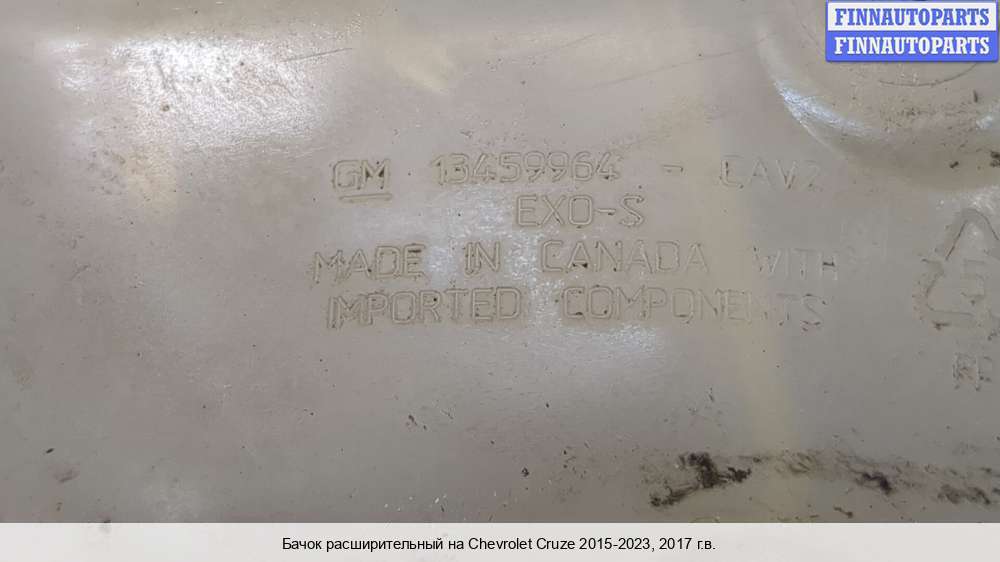 FINNAUTOPARTS
FINNAUTOPARTS
GM 13459964 - CAV2
EXO-S
MADE IN CANADA WITH
IMPORTED COMPONENTS
Бачок расширительный на Chevrolet Cruze 2015-2023, 2017 г.в.